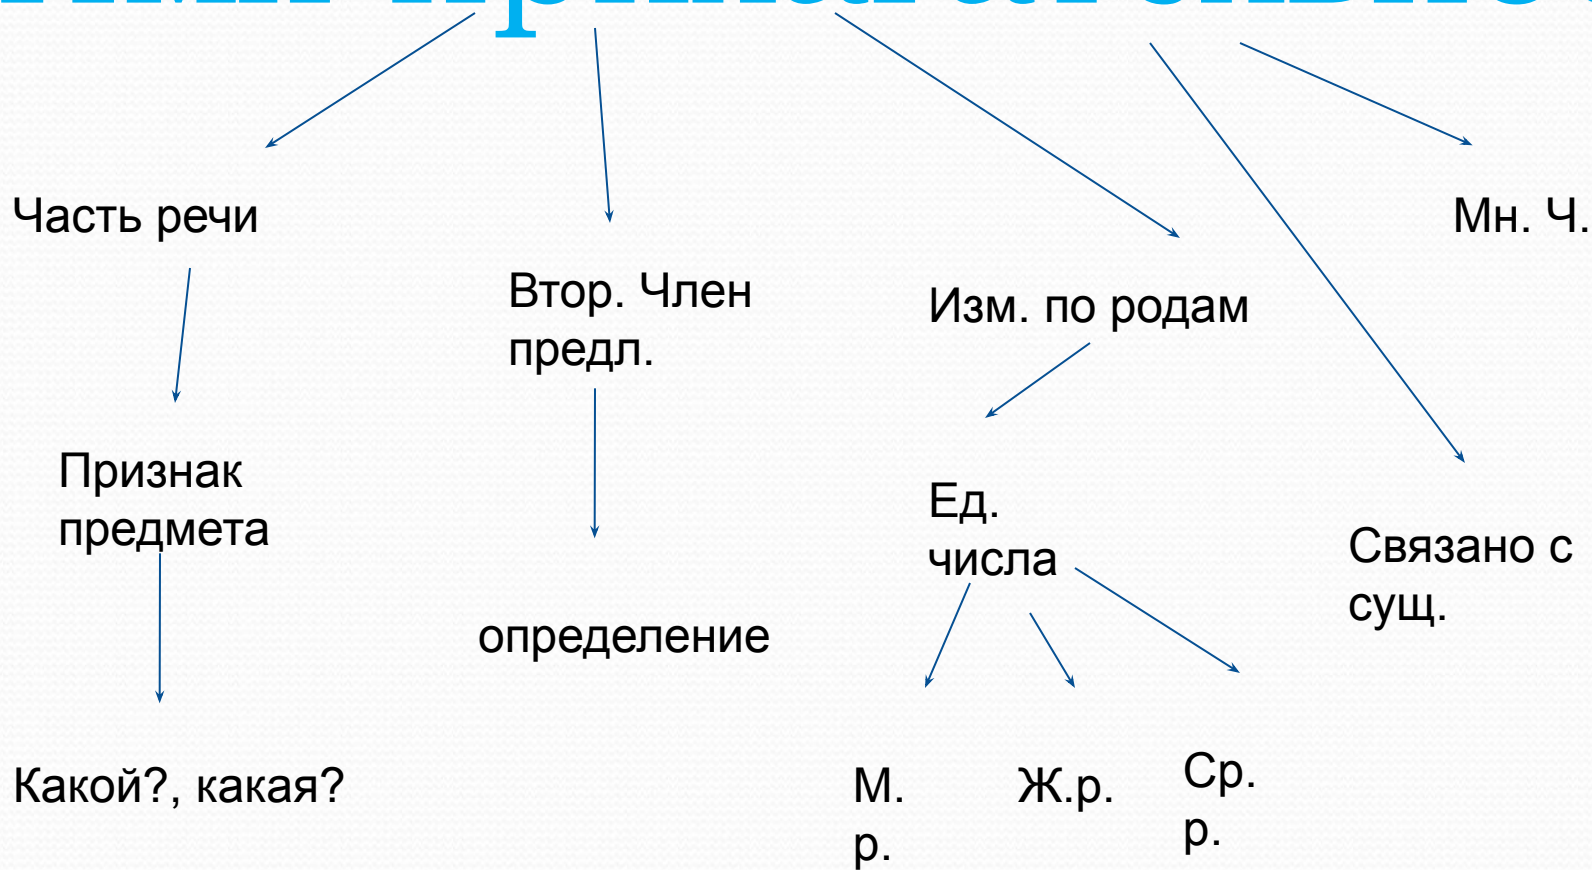 Часть речи
Мн. Ч.
Втор. Член
предл.
Изм. по родам
Признак
предмета
Ед.
числа
Связано с
сущ.
определение
Какой?, какая?
М.
р.
Ж.р.
Ср.
р.